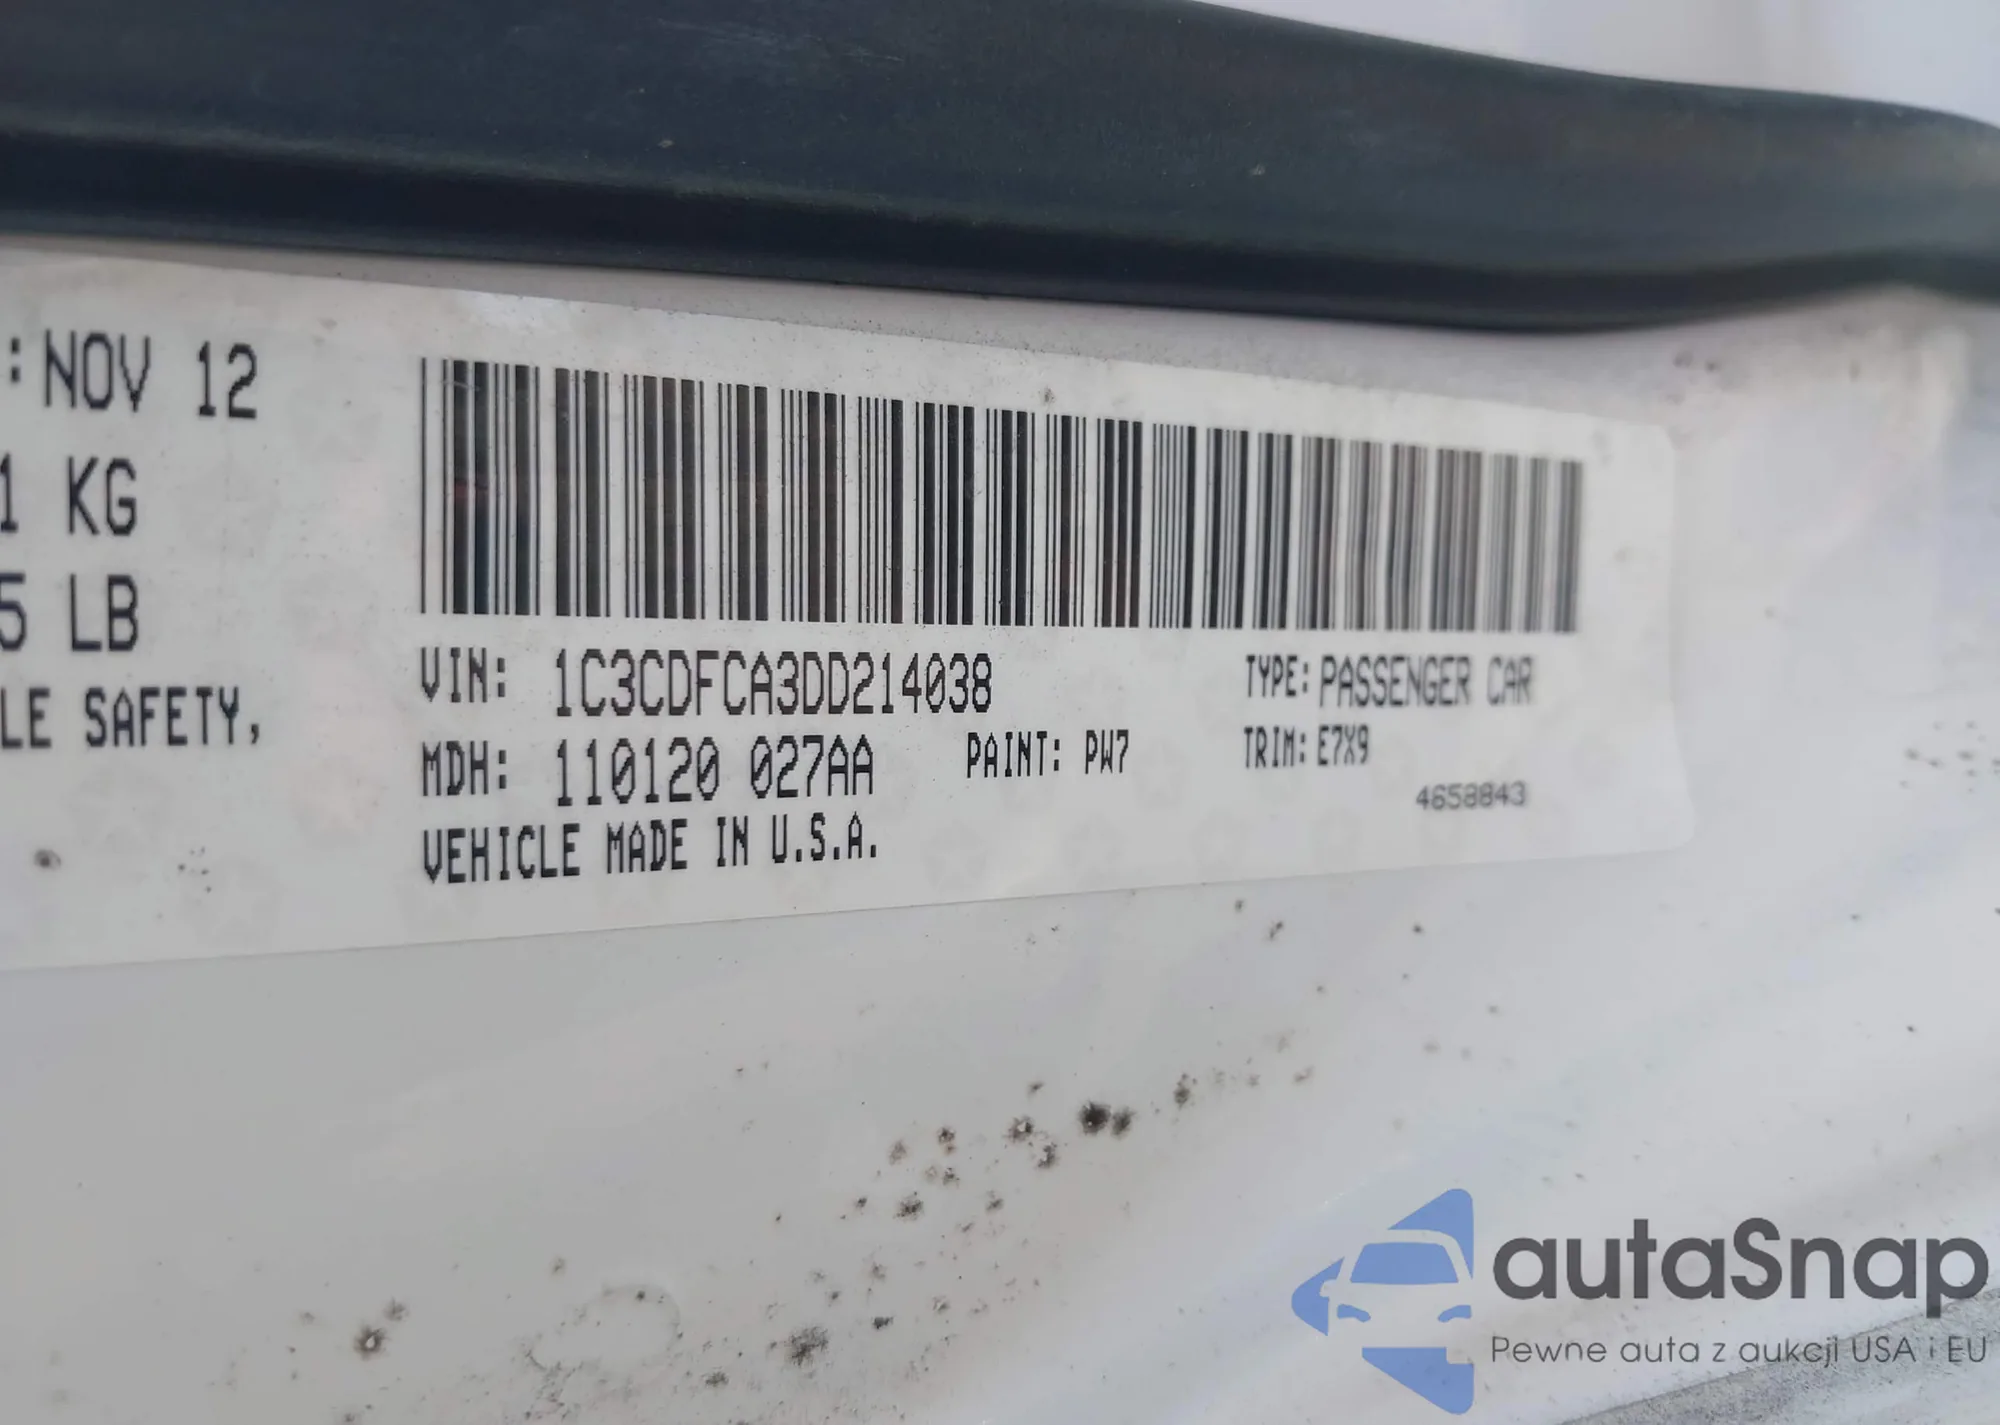 : NOV 12
1 KG
5 LB
LE SAFETY,
VIN: 1C3CDFCA3DD214038
TYPE: PASSENGER CAR
MDH: 110120 027AA
PAINT: PW7
TRIM: E7X9
4658843
VEHICLE MADE IN U.S.A.
autaSnap
Pewne auta z aukcji USA i EU